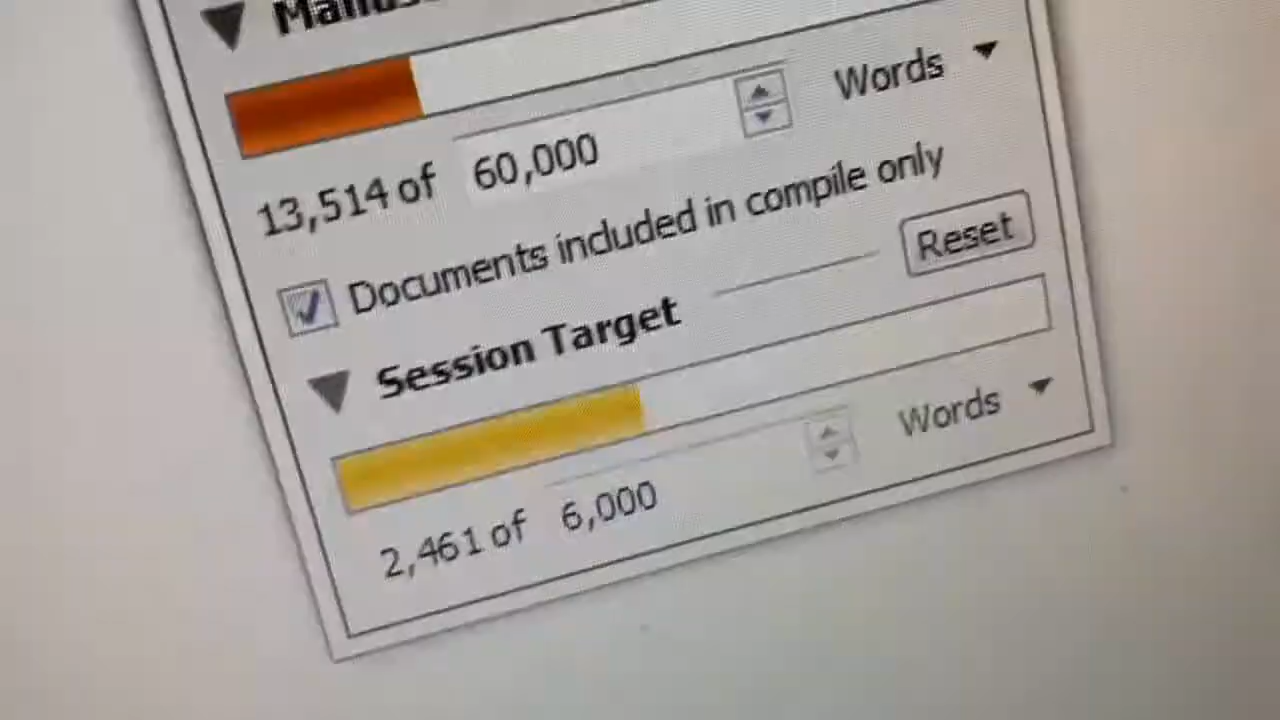 Words
13,514 of 60,000
Documents included in compile only
Reset
Session Target
Words
2,461 of 6,000